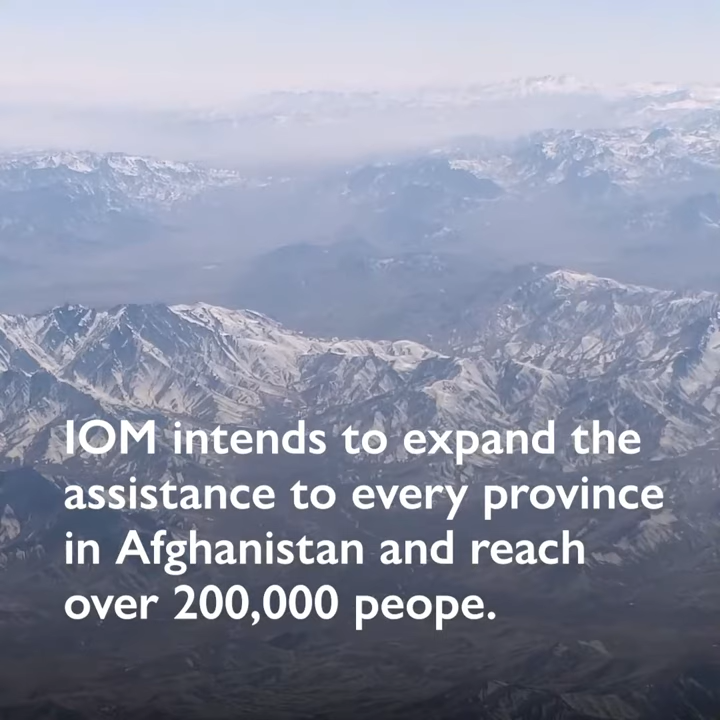 IOM intends to expand the
assistance to every province
in Afghanistan and reach
over 200,000 peope.